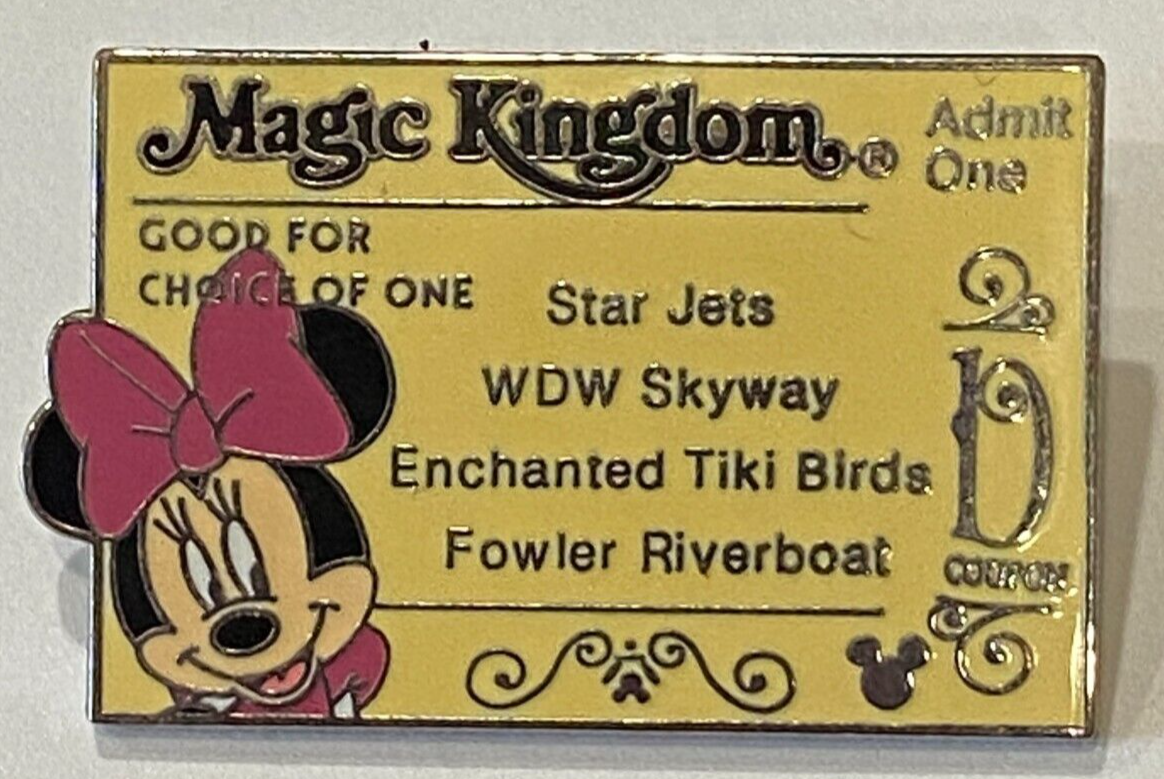 Magic Kingdom®
Admit
One
GOOD FOR
CHOICE OF ONE
Star Jets
WDW Skyway
Enchanted Tiki Birds
Fowler Riverboat
D
COUPON